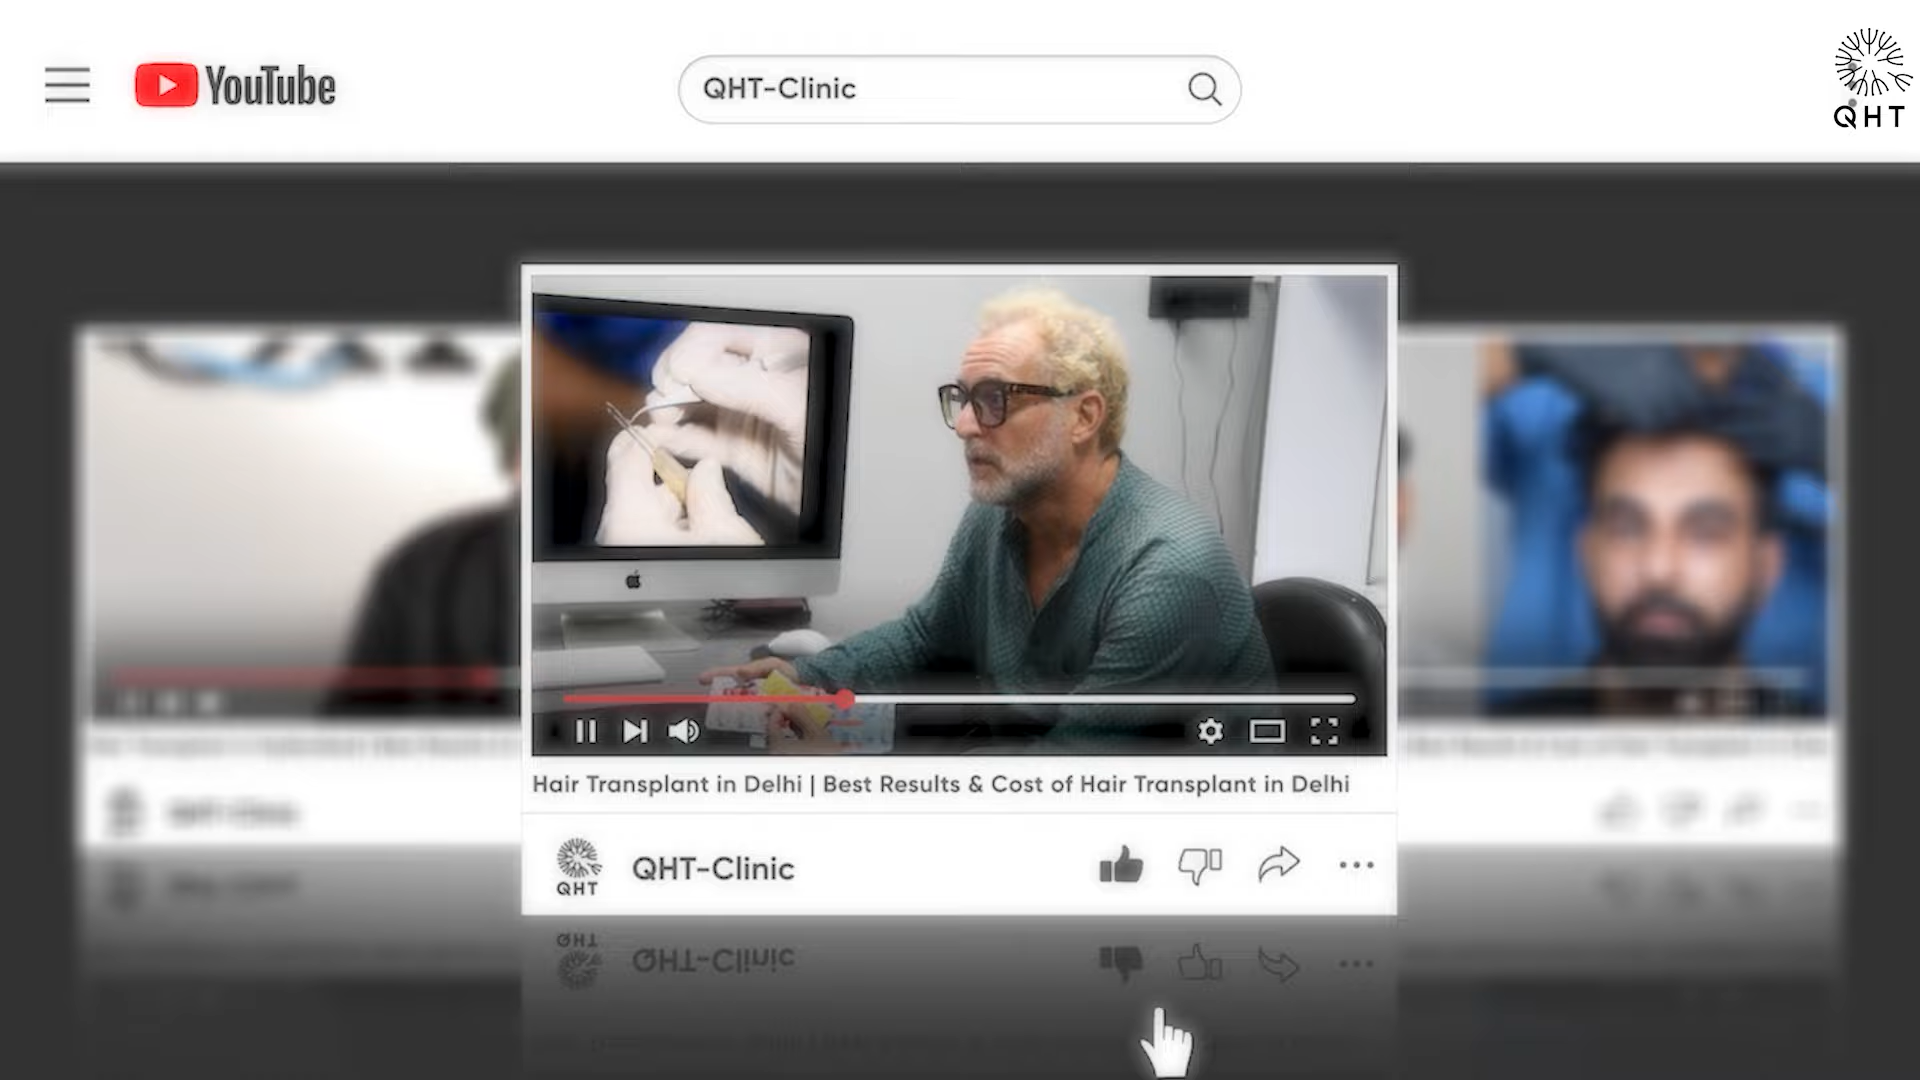 YouTube
QHT-Clinic
QHT
Hair Transplant in Delhi | Best Results & Cost of Hair Transplant in Delhi
QHT
QHT-Clinic